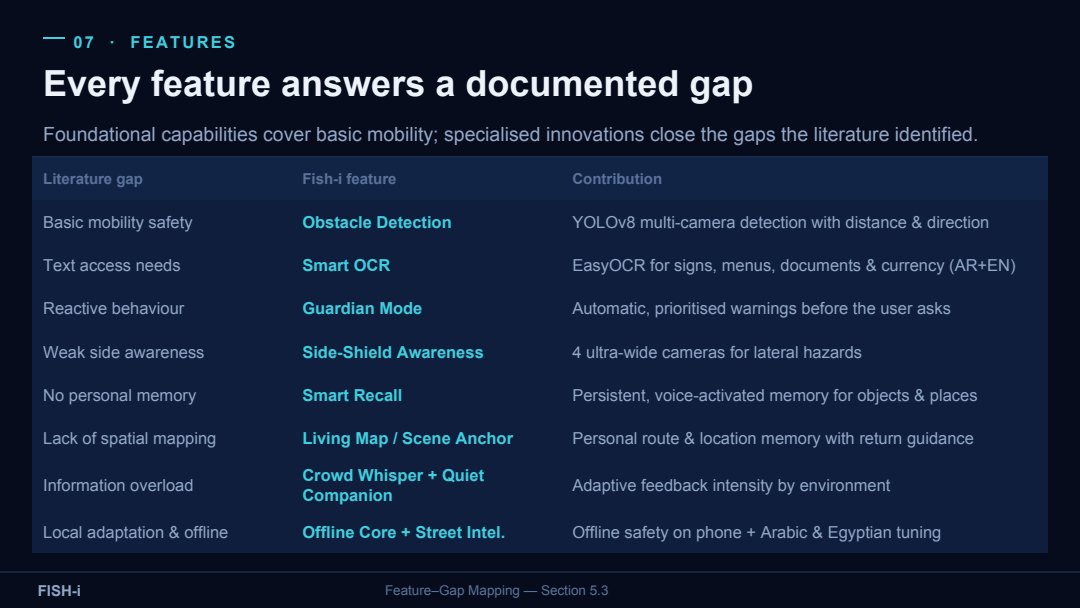 07 · FEATURES
Every feature answers a documented gap
Foundational capabilities cover basic mobility; specialised innovations close the gaps the literature identified.
Literature gap Fish-i feature Contribution
Basic mobility safety Obstacle Detection YOLOv8 multi-camera detection with distance & direction
Text access needs Smart OCR EasyOCR for signs, menus, documents & currency (AR+EN)
Reactive behaviour Guardian Mode Automatic, prioritised warnings before the user asks
Weak side awareness Side-Shield Awareness 4 ultra-wide cameras for lateral hazards
No personal memory Smart Recall Persistent, voice-activated memory for objects & places
Lack of spatial mapping Living Map / Scene Anchor Personal route & location memory with return guidance
Information overload Crowd Whisper + Quiet
Companion Adaptive feedback intensity by environment
Local adaptation & offline Offline Core + Street Intel. Offline safety on phone + Arabic & Egyptian tuning
FISH-i Feature–Gap Mapping — Section 5.3